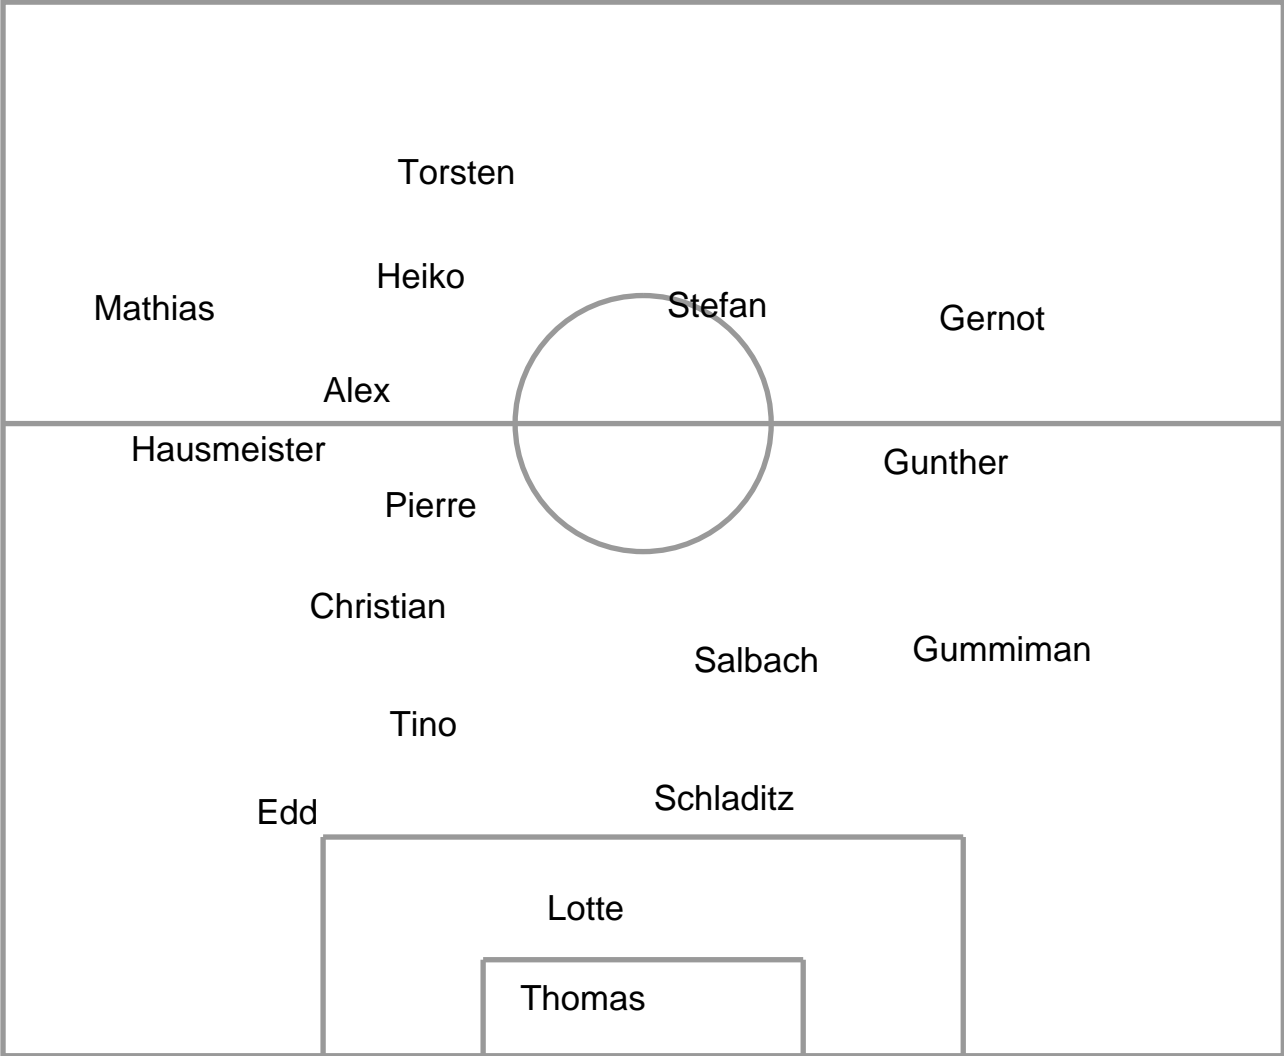 Torsten
Heiko
Mathias
Stefan
Gernot
Alex
Hausmeister
Gunther
Pierre
Christian
Salbach
Gummiman
Tino
Edd
Schladitz
Lotte
Thomas